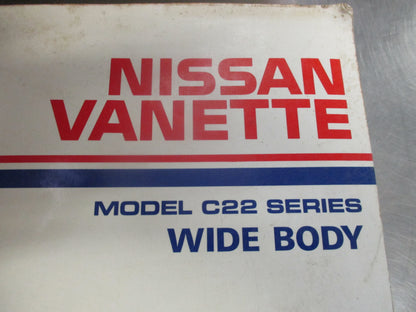 NISSAN
VANETTE
MODEL C22 SERIES
WIDE BODY